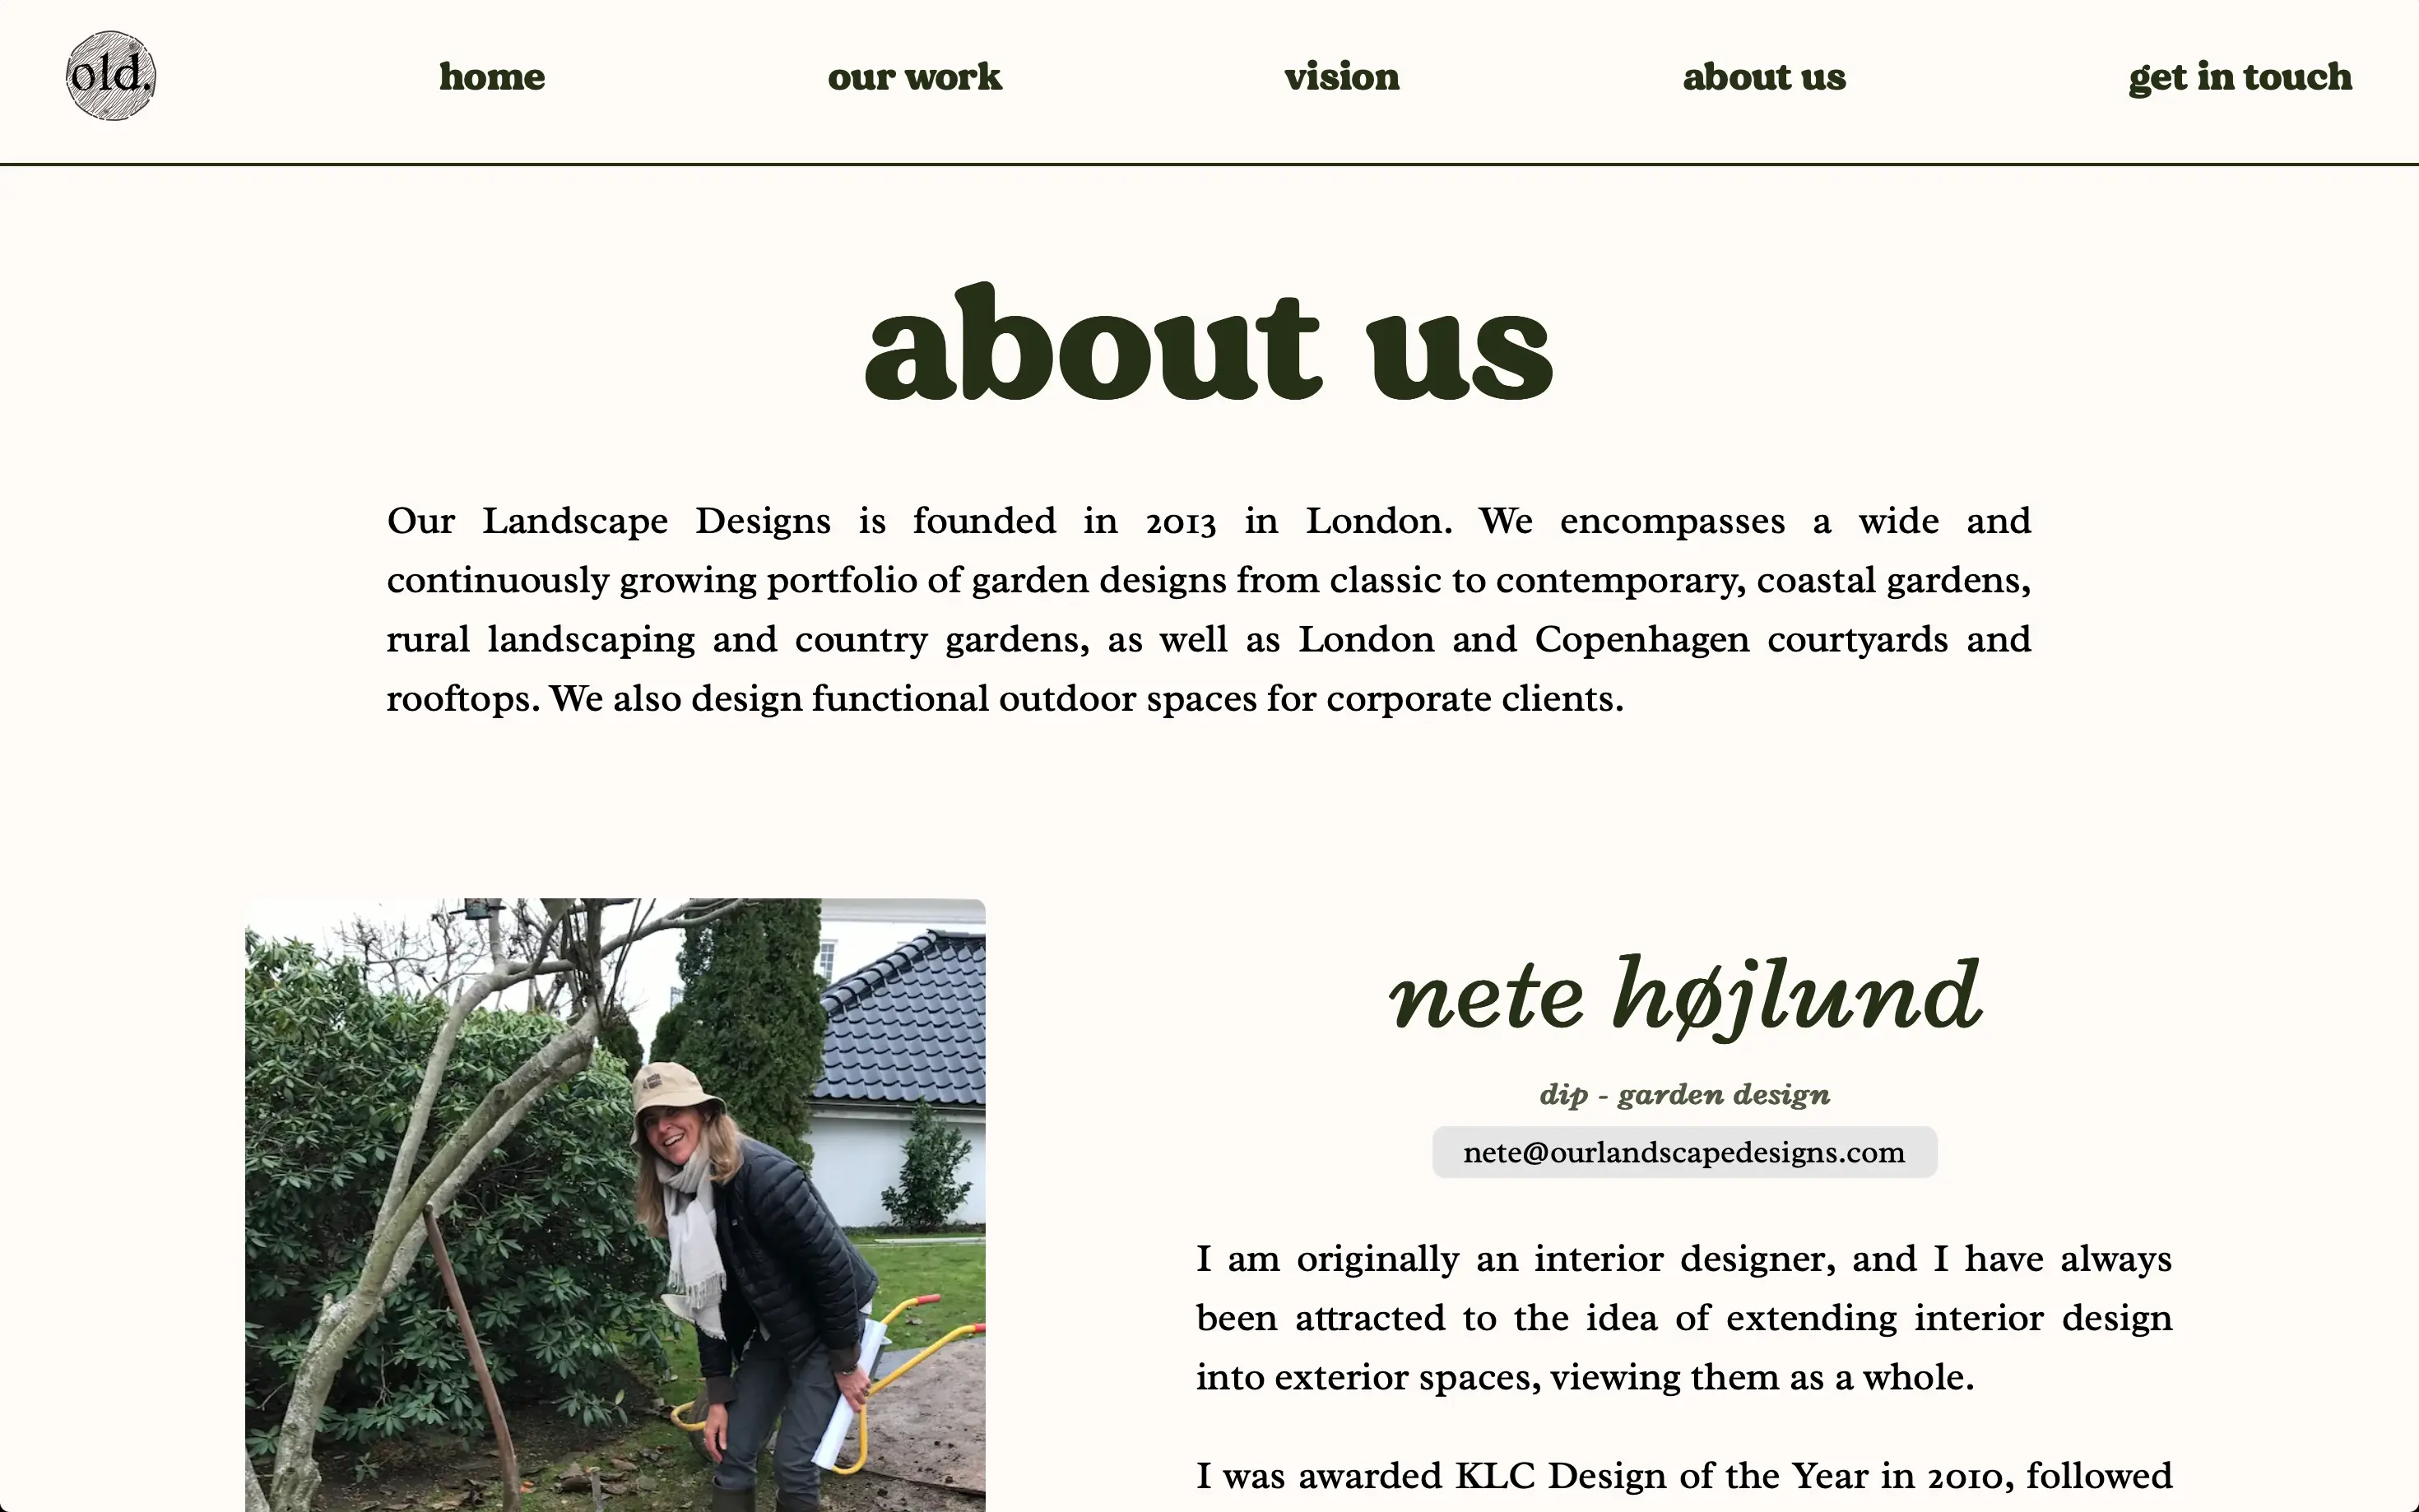 old.
home
our work
vision
about us
get in touch
about us
Our Landscape Designs is founded in 2013 in London. We encompasses a wide and
continuously growing portfolio of garden designs from classic to contemporary, coastal gardens,
rural landscaping and country gardens, as well as London and Copenhagen courtyards and
rooftops. We also design functional outdoor spaces for corporate clients.
nete højlund
dip - garden design
nete@ourlandscapedesigns.com
I am originally an interior designer, and I have always
been attracted to the idea of extending interior design
into exterior spaces, viewing them as a whole.
I was awarded KLC Design of the Year in 2010, followed